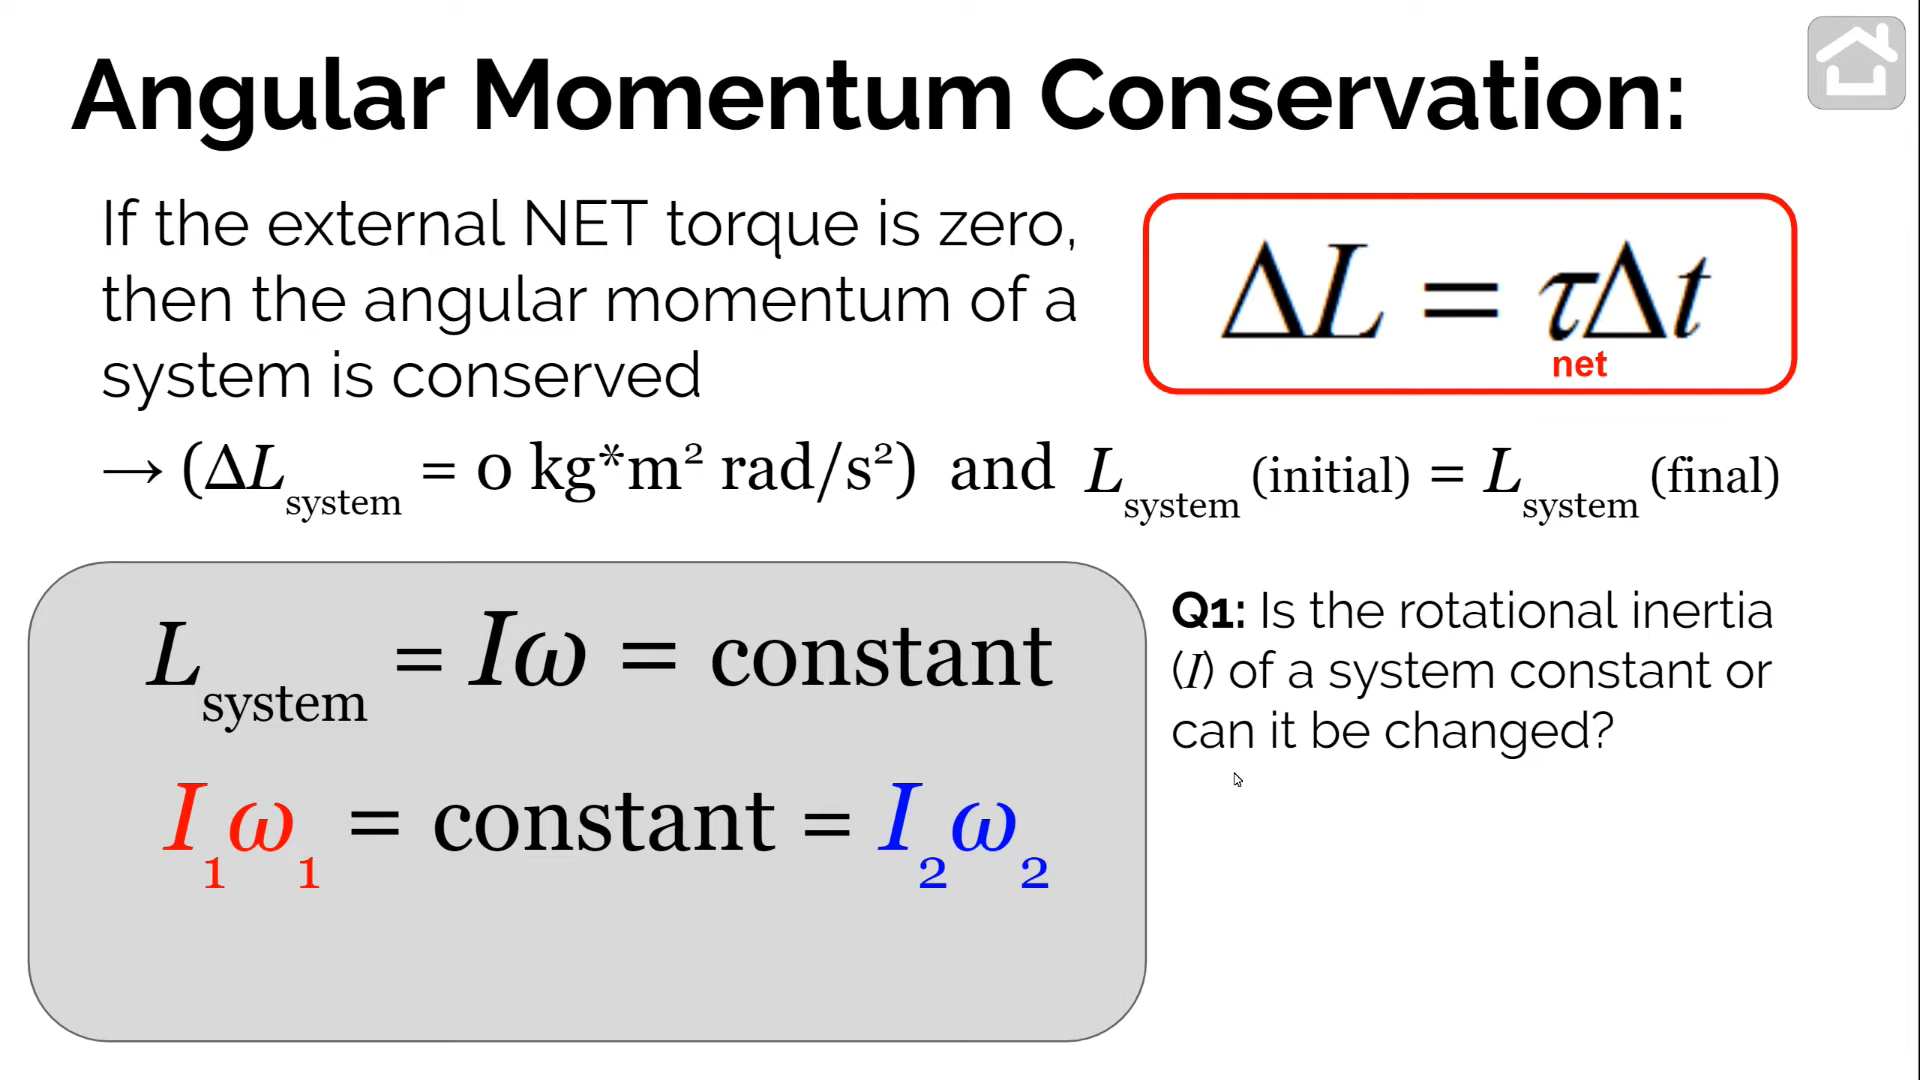 Angular Momentum Conservation:
If the external NET torque is zero,
then the angular momentum of a
system is conserved
ΔL = τΔt
net
→ (ΔL system = 0 kg*m² rad/s²) and L system (initial) = L system (final)
L system = Iω = constant
I₁ω₁ = constant = I₂ω₂
Q1: Is the rotational inertia
(I) of a system constant or
can it be changed?